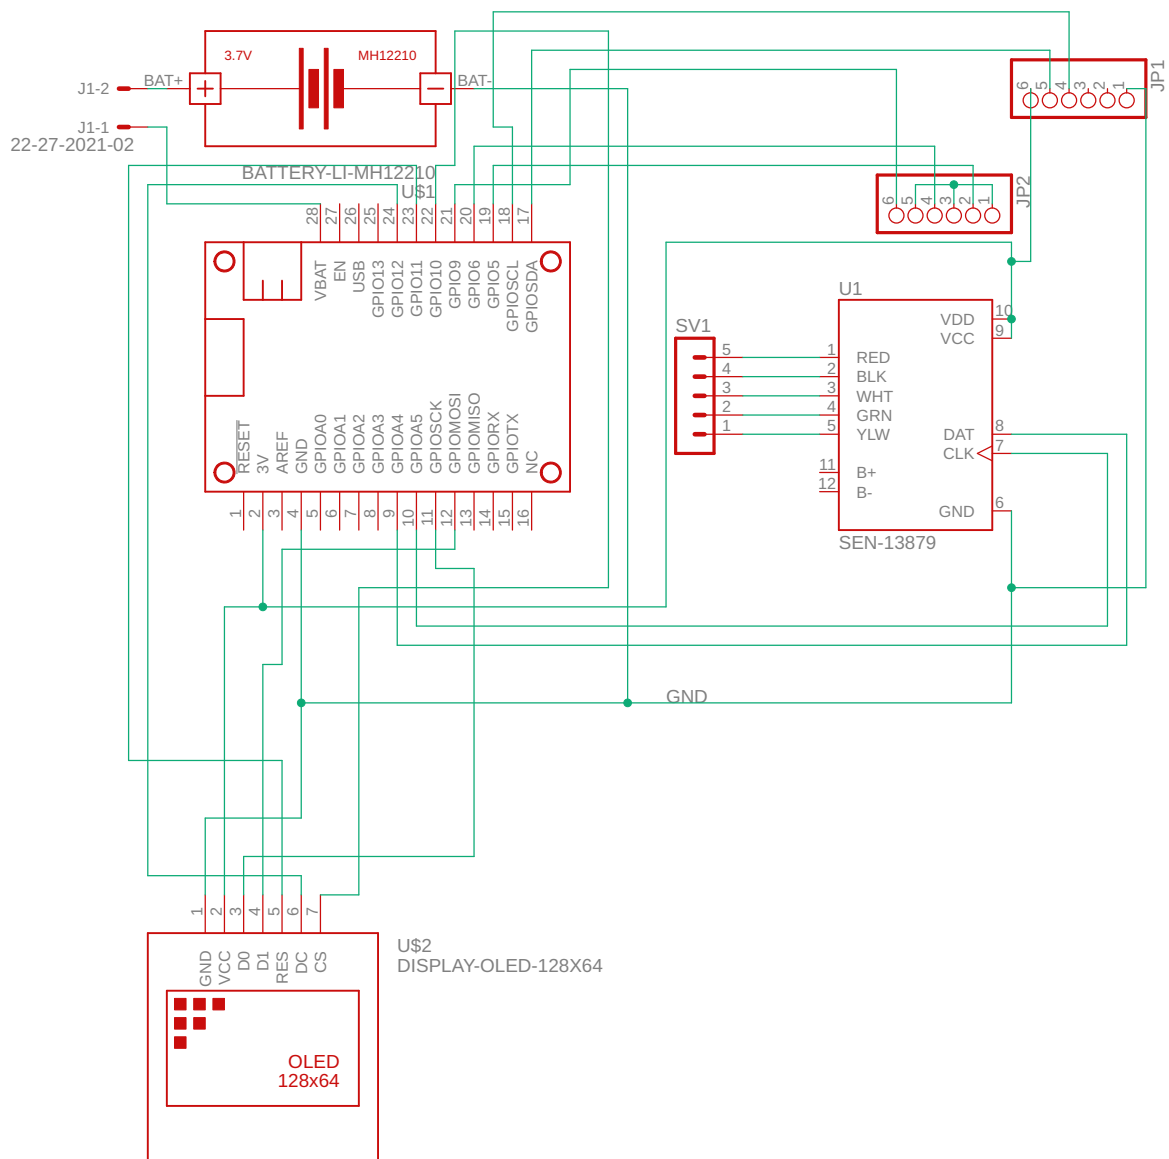 3.7V
MH12210
BAT+
BAT-
J1-2
J1-1
22-27-2021-02
BATTERY-LI-MH12210
U$1
28 27 26 25 24 23 22 21 20 19 18 17
VBAT EN USB GPIO13 GPIO12 GPIO11 GPIO10 GPIO9 GPIO6 GPIO5 GPIOSCL GPIOSDA
RESET 3V AREF GND GPIOA0 GPIOA1 GPIOA2 GPIOA3 GPIOA4 GPIOA5 GPIOSCK GPIOMOSI GPIOMISO GPIORX GPIOTX NC
1 2 3 4 5 6 7 8 9 10 11 12 13 14 15 16
6 5 4 3 2 1
JP1
6 5 4 3 2 1
JP2
SV1
5
4
3
2
1
U1
1 RED
2 BLK
3 WHT
4 GRN
5 YLW
11 B+
12 B-
VDD 10
VCC 9
DAT 8
CLK 7
GND 6
SEN-13879
GND
1 2 3 4 5 6 7
GND VCC D0 D1 RES DC CS
U$2
DISPLAY-OLED-128X64
OLED
128x64